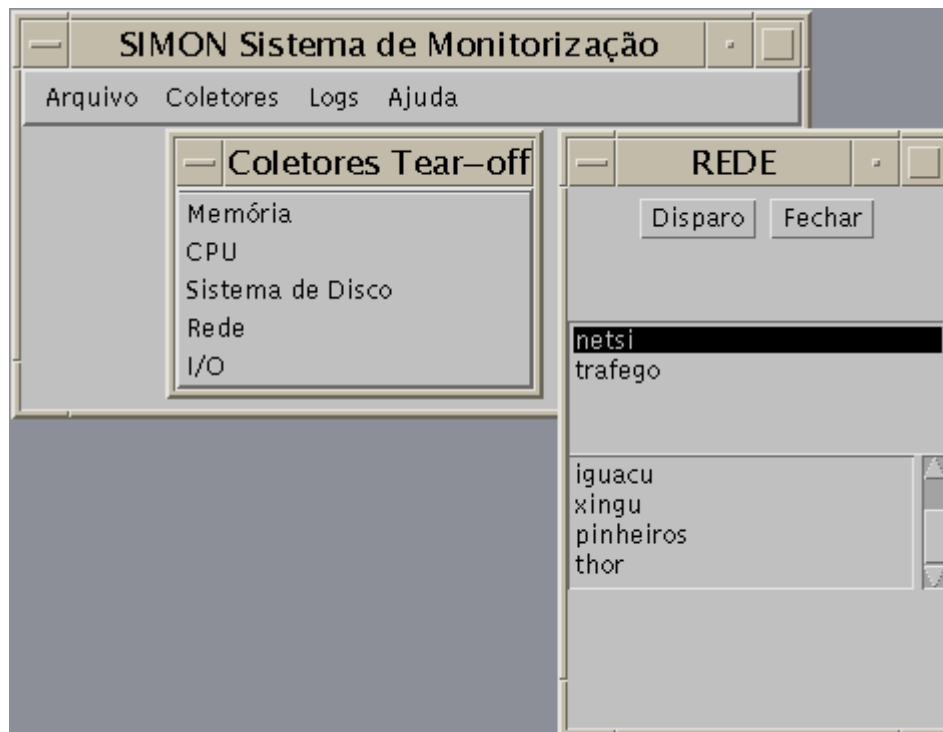 SIMON Sistema de Monitorização
Arquivo Coletores Logs Ajuda
Coletores Tear-off
Memória
CPU
Sistema de Disco
Rede
I/O
REDE
Disparo Fechar
netsi
trafego
iguacu
xingu
pinheiros
thor